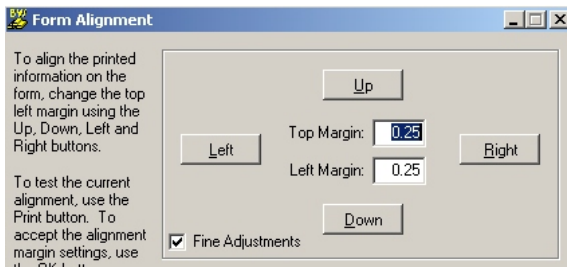 Form Alignment
To align the printed
information on the
form, change the top
left margin using the
Up, Down, Left and
Right buttons.
To test the current
alignment, use the
Print button. To
accept the alignment
margin settings, use
Up
Left
Top Margin: 0.25
Right
Left Margin: 0.25
Down
Fine Adjustments